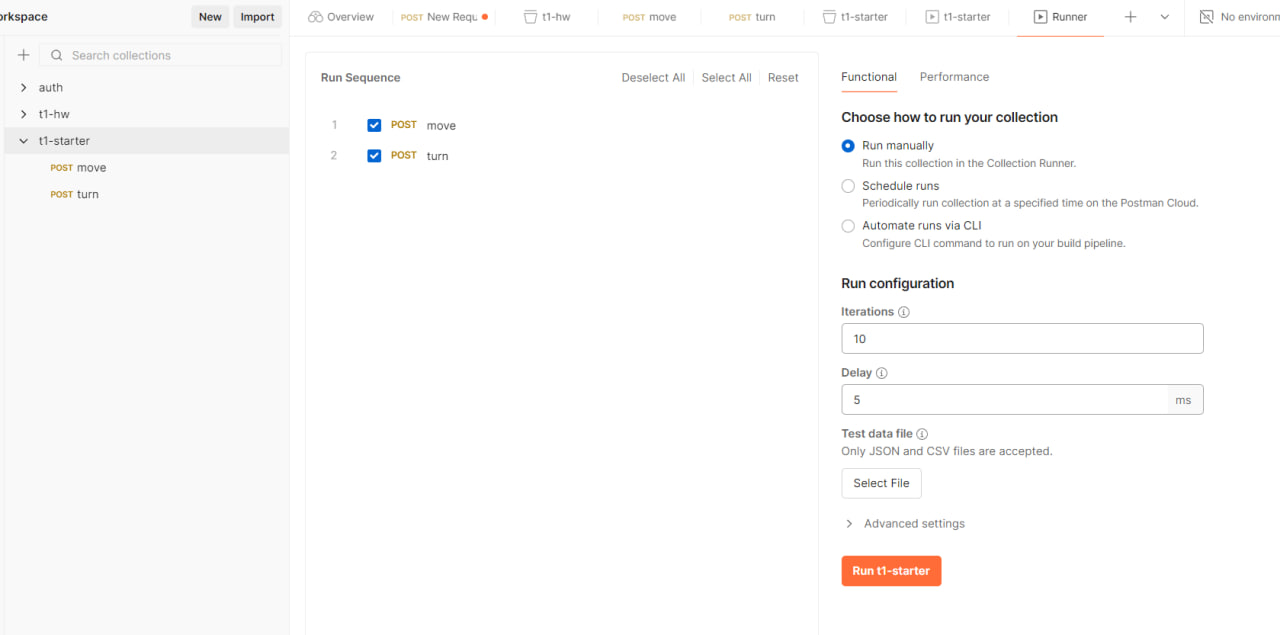 orkspace
New
Import
Overview
POST New Requ
t1-hw
POST move
POST turn
t1-starter
t1-starter
Runner
No environm
Search collections
auth
t1-hw
t1-starter
POST move
POST turn
Run Sequence
Deselect All
Select All
Reset
1 POST move
2 POST turn
Functional
Performance
Choose how to run your collection
Run manually
Run this collection in the Collection Runner.
Schedule runs
Periodically run collection at a specified time on the Postman Cloud.
Automate runs via CLI
Configure CLI command to run on your build pipeline.
Run configuration
Iterations
10
Delay
5 ms
Test data file
Only JSON and CSV files are accepted.
Select File
Advanced settings
Run t1-starter